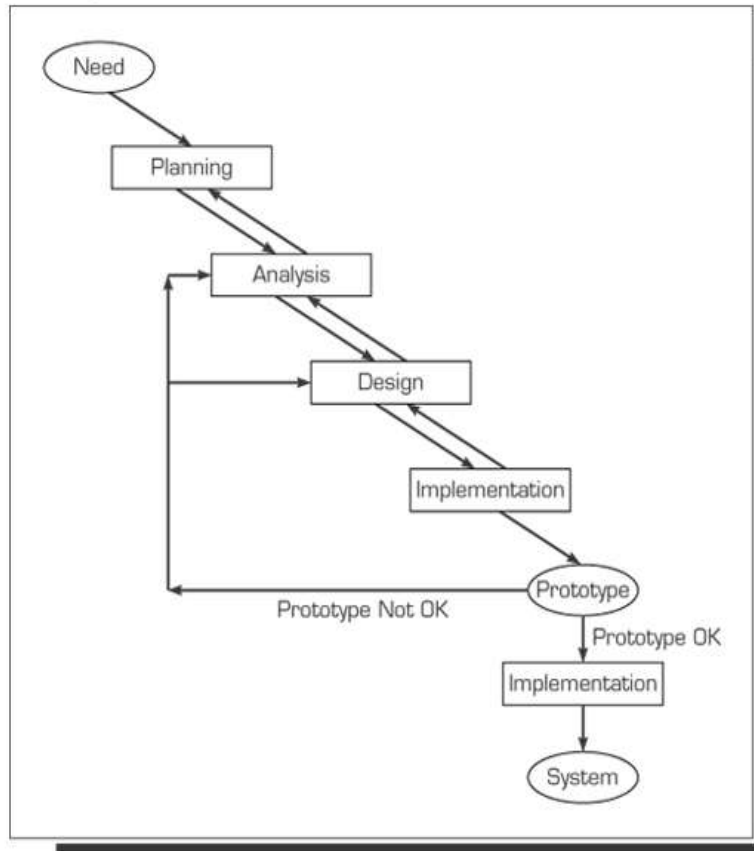 Need
Planning
Analysis
Design
Implementation
Prototype
Prototype Not OK
Prototype OK
Implementation
System